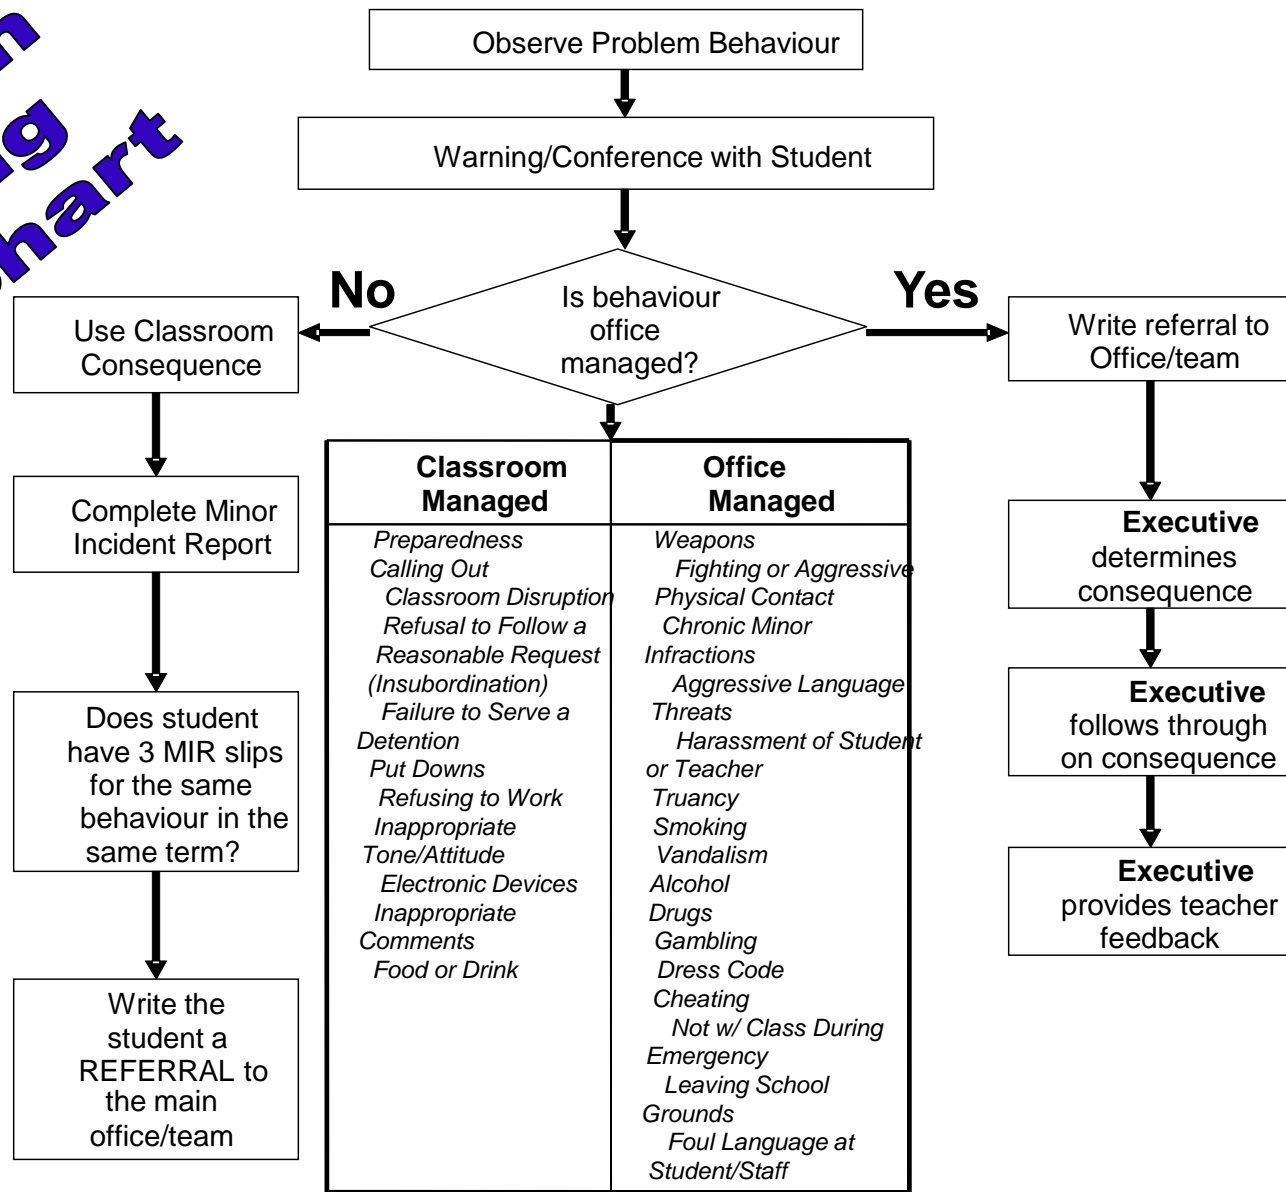 Observe Problem Behaviour
Warning/Conference with Student
No
Is behaviour
office
managed?
Yes
Use Classroom
Consequence
Complete Minor
Incident Report
Does student
have 3 MIR slips
for the same
behaviour in the
same term?
Write the
student a
REFERRAL to
the main
office/team
Classroom
Managed
Preparedness
Calling Out
Classroom Disruption
Refusal to Follow a
Reasonable Request
(Insubordination)
Failure to Serve a
Detention
Put Downs
Refusing to Work
Inappropriate
Tone/Attitude
Electronic Devices
Inappropriate
Comments
Food or Drink
Office
Managed
Weapons
Fighting or Aggressive
Physical Contact
Chronic Minor
Infractions
Aggressive Language
Threats
Harassment of Student
or Teacher
Truancy
Smoking
Vandalism
Alcohol
Drugs
Gambling
Dress Code
Cheating
Not w/ Class During
Emergency
Leaving School
Grounds
Foul Language at
Student/Staff
Write referral to
Office/team
Executive
determines
consequence
Executive
follows through
on consequence
Executive
provides teacher
feedback